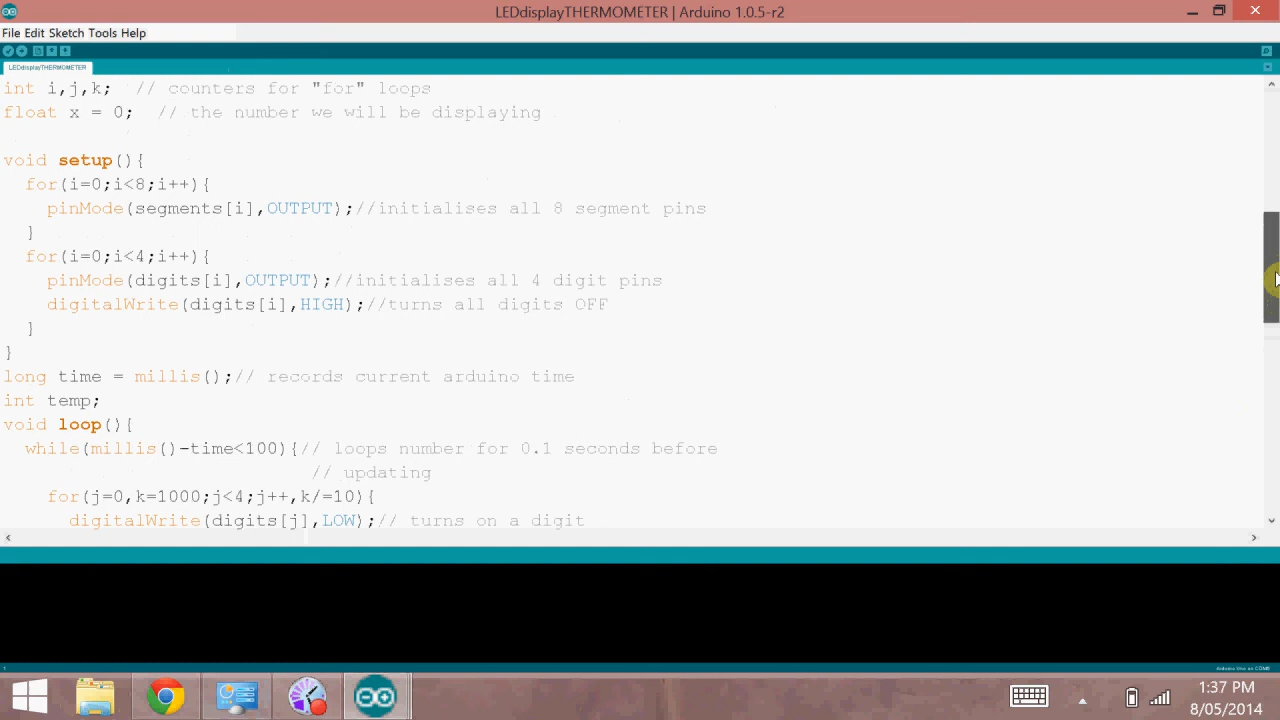 LEDdisplayTHERMOMETER | Arduino 1.0.5-r2
File Edit Sketch Tools Help
LEDdisplayTHERMOMETER
int i,j,k;  // counters for "for" loops
float x = 0;  // the number we will be displaying
void setup(){
for(i=0;i<8;i++){
pinMode(segments[i],OUTPUT);//initialises all 8 segment pins
}
for(i=0;i<4;i++){
pinMode(digits[i],OUTPUT);//initialises all 4 digit pins
digitalWrite(digits[i],HIGH);//turns all digits OFF
}
}
long time = millis();// records current arduino time
int temp;
void loop(){
while(millis()-time<100){// loops number for 0.1 seconds before
// updating
for(j=0,k=1000;j<4;j++,k/=10){
digitalWrite(digits[j],LOW);// turns on a digit
1
Arduino Uno on COM5
1:37 PM
8/05/2014